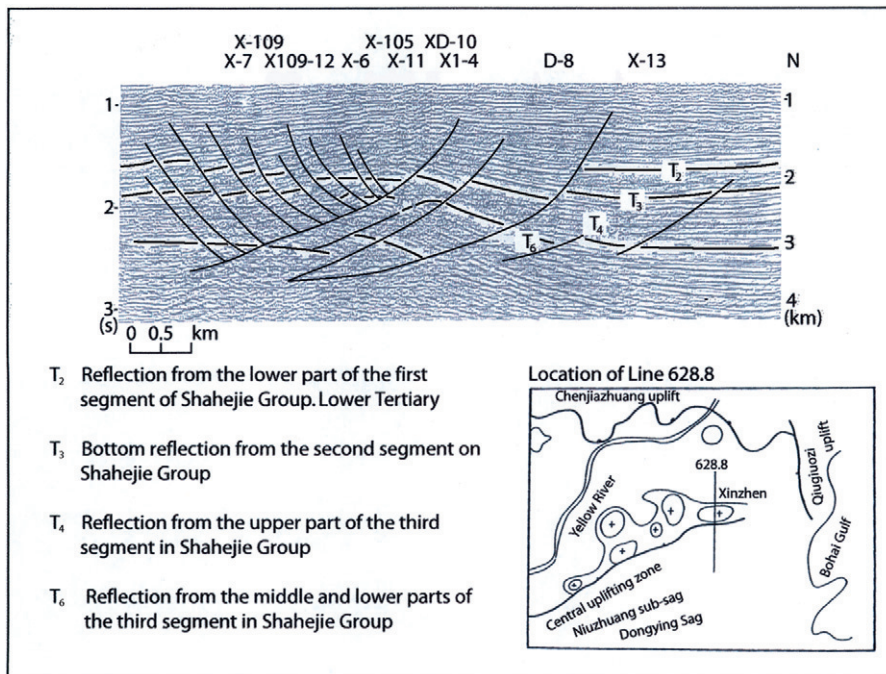 X-109 X-105 XD-10
X-7 X109-12 X-6 X-11 X1-4 D-8 X-13 N
1 1
T₂
2 2
T₃
T₄
T₆ 3
3 4
(s) (km)
0 0.5 km
T₂ Reflection from the lower part of the first
segment of Shahejie Group. Lower Tertiary
T₃ Bottom reflection from the second segment on
Shahejie Group
T₄ Reflection from the upper part of the third
segment in Shahejie Group
T₆ Reflection from the middle and lower parts of
the third segment in Shahejie Group
Location of Line 628.8
Chenjiazhuang uplift
Qiugiuozi
uplift
628.8
Xinzhen
Yellow River
Bohai Gulf
Central uplifting zone
Niuzhuang sub-sag
Dongying Sag